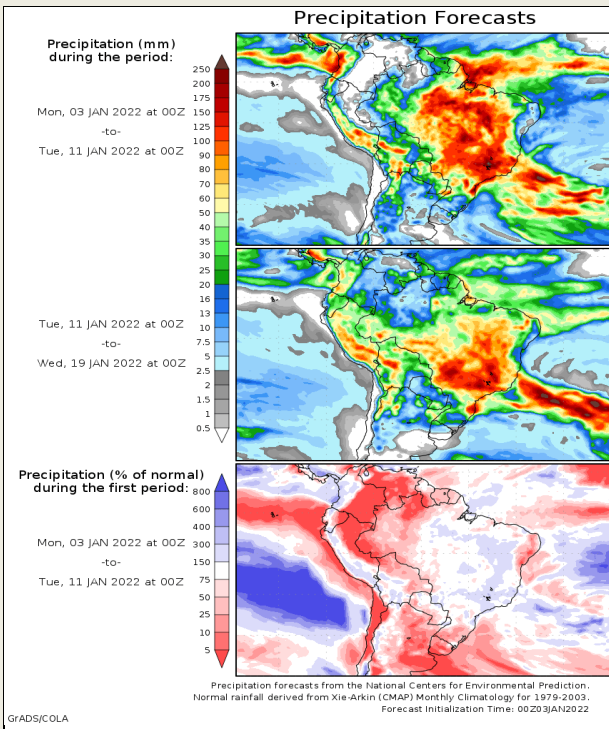 Precipitation Forecasts
Precipitation (mm)
during the period:
Mon, 03 JAN 2022 at 00Z
-to-
Tue, 11 JAN 2022 at 00Z
250
200
175
150
125
100
90
80
70
60
50
40
35
30
25
20
16
13
10
7.5
5
2.5
2
1.5
1
0.5
Tue, 11 JAN 2022 at 00Z
-to-
Wed, 19 JAN 2022 at 00Z
Precipitation (% of normal)
during the first period:
Mon, 03 JAN 2022 at 00Z
-to-
Tue, 11 JAN 2022 at 00Z
800
600
400
300
150
75
50
25
10
5
Precipitation forecasts from the National Centers for Environmental Prediction.
Normal rainfall derived from Xie-Arkin (CMAP) Monthly Climatology for 1979-2003.
Forecast Initialization Time: 00Z03JAN2022
GrADS/COLA